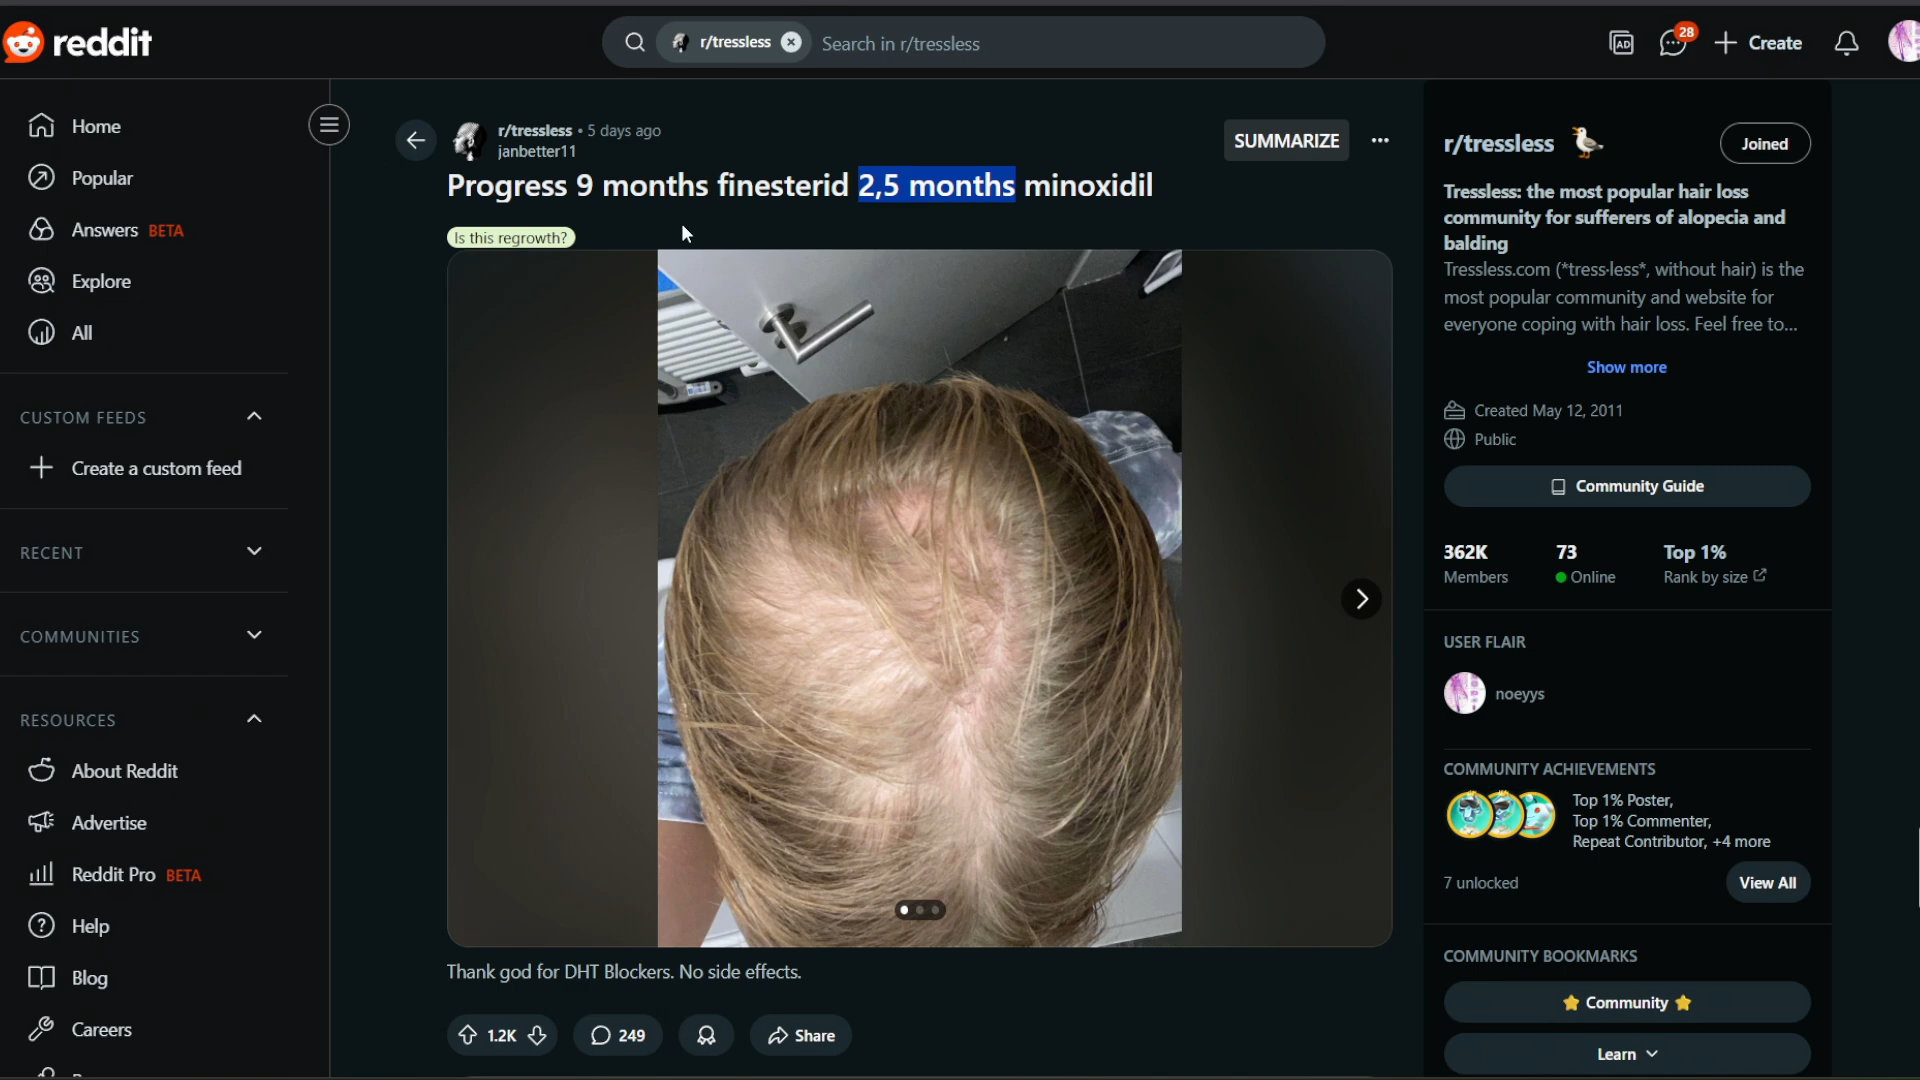 reddit
r/tressless
Search in r/tressless
AD
28
Create
Home
Popular
Answers BETA
Explore
All
CUSTOM FEEDS
Create a custom feed
RECENT
COMMUNITIES
RESOURCES
About Reddit
Advertise
Reddit Pro BETA
Help
Blog
Careers
r/tressless • 5 days ago
janbetter11
SUMMARIZE
Progress 9 months finesterid 2,5 months minoxidil
Is this regrowth?
Thank god for DHT Blockers. No side effects.
1.2K
249
Share
r/tressless
Joined
Tressless: the most popular hair loss
community for sufferers of alopecia and
balding
Tressless.com (*tress·less*, without hair) is the
most popular community and website for
everyone coping with hair loss. Feel free to...
Show more
Created May 12, 2011
Public
Community Guide
362K
Members
73
Online
Top 1%
Rank by size
USER FLAIR
noeyys
COMMUNITY ACHIEVEMENTS
Top 1% Poster,
Top 1% Commenter,
Repeat Contributor, +4 more
7 unlocked
View All
COMMUNITY BOOKMARKS
⭐ Community ⭐
Learn